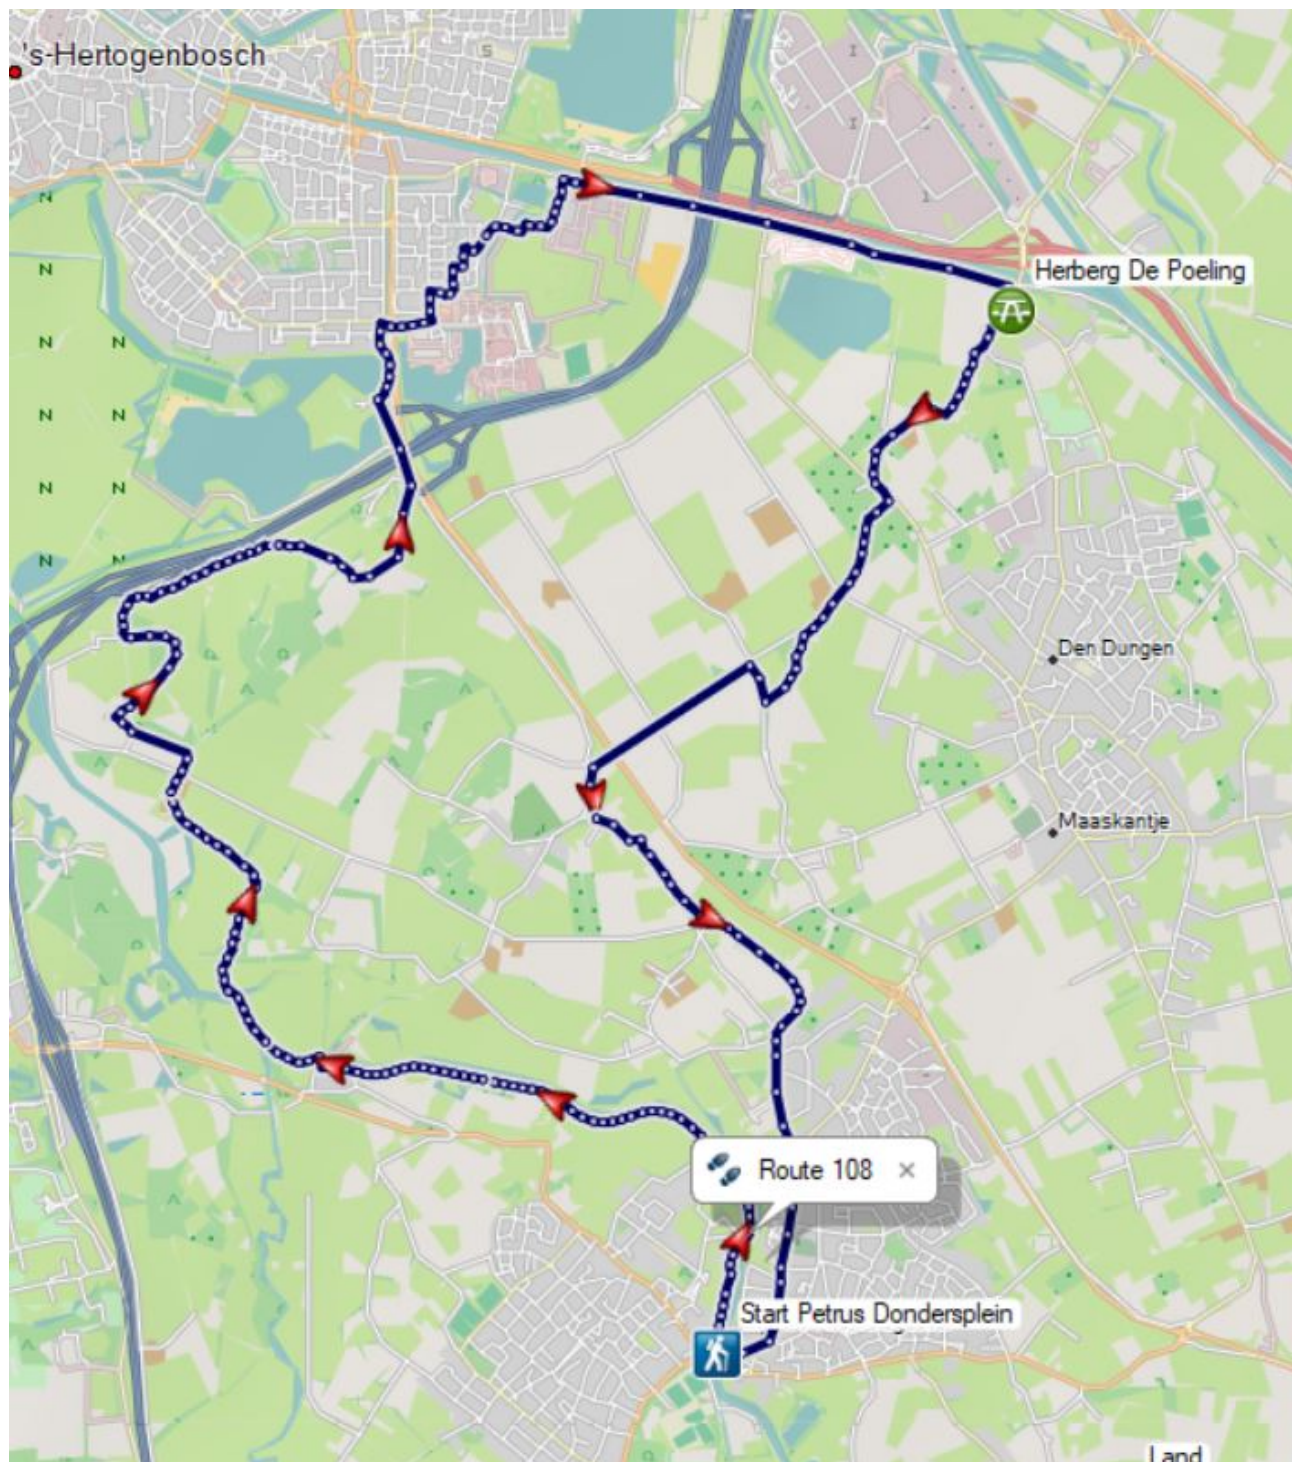 's-Hertogenbosch
S
I
I
I
N
Herberg De Poeling
N
N N
N N
N N
N N
Den Dungen
Maaskantje
Route 108 ×
Start Petrus Dondersplein
Land